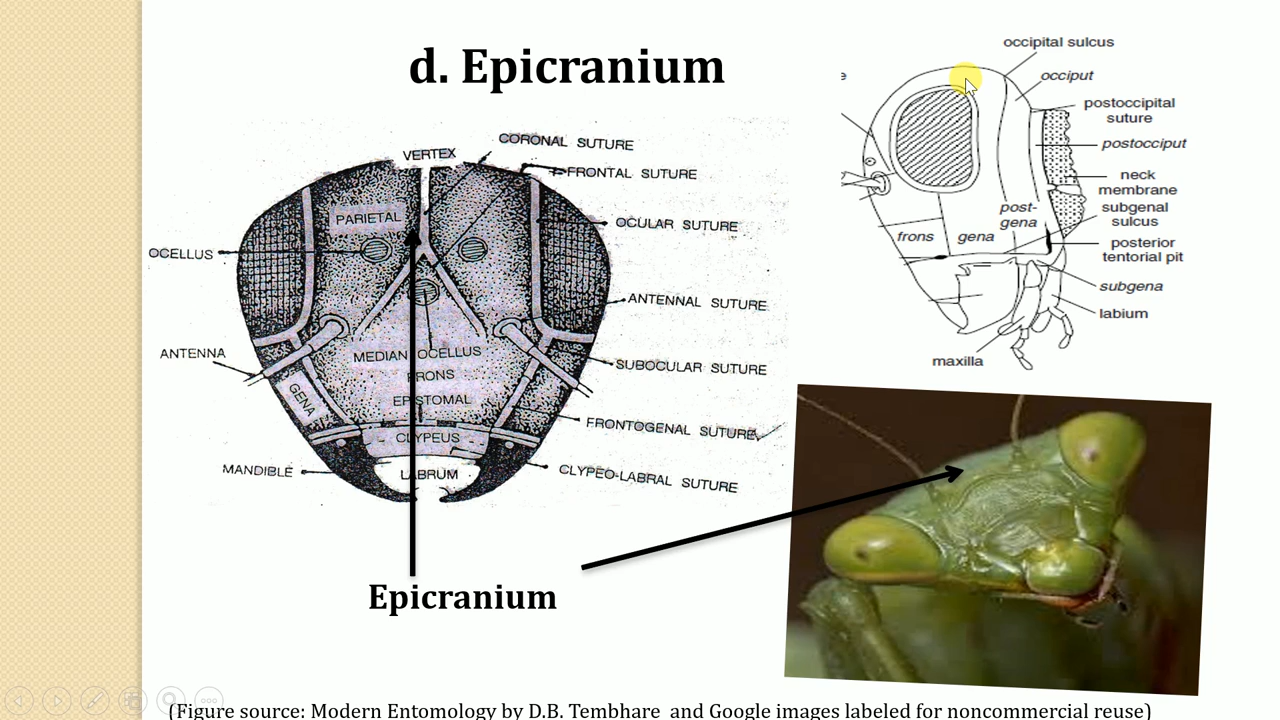 d. Epicranium
VERTEX
CORONAL SUTURE
FRONTAL SUTURE
PARIETAL
OCULAR SUTURE
OCELLUS
ANTENNAL SUTURE
ANTENNA
MEDIAN OCELLUS
SUBOCULAR SUTURE
FRONS
GENA
EPISTOMAL
FRONTOGENAL SUTURE
CLYPEUS
MANDIBLE
LABRUM
CLYPEO-LABRAL SUTURE
Epicranium
occipital sulcus
occiput
postoccipital
suture
postocciput
neck
membrane
subgenal
sulcus
post-
gena
frons
gena
posterior
tentorial pit
subgena
labium
maxilla
(Figure source: Modern Entomology by D.B. Tembhare and Google images labeled for noncommercial reuse)